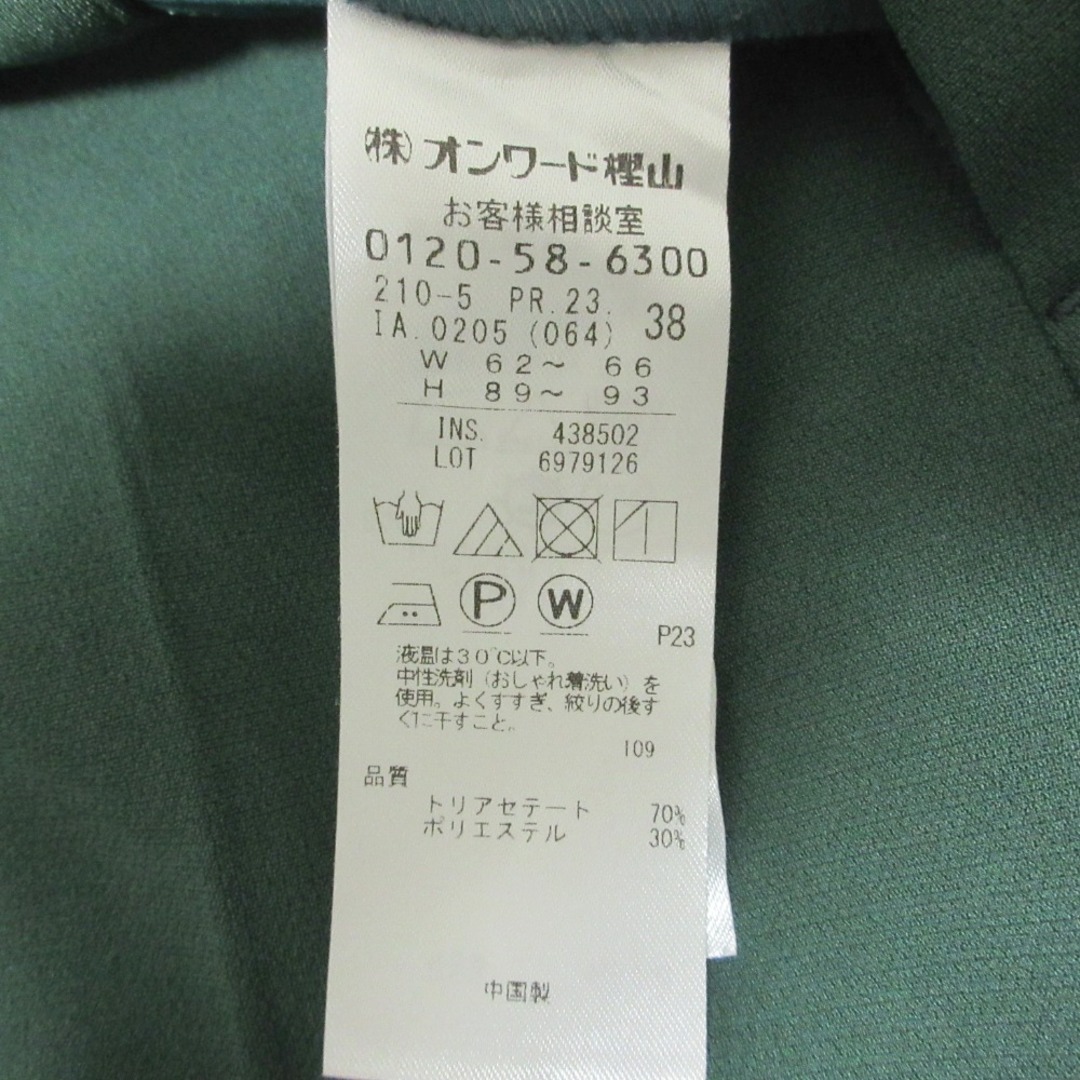 ㈱オンワード樫山
お客様相談室
0120-58-6300
210-5 PR.23.
IA.0205 (064) 38
W 62〜 66
H 89〜 93
INS. 438502
LOT 6979126
P
W
P23
液温は30℃以下。
中性洗剤（おしゃれ着洗い）を
使用。よくすすぎ、絞りの後す
ぐに干すこと。
109
品質
トリアセテート 70%
ポリエステル 30%
中国製